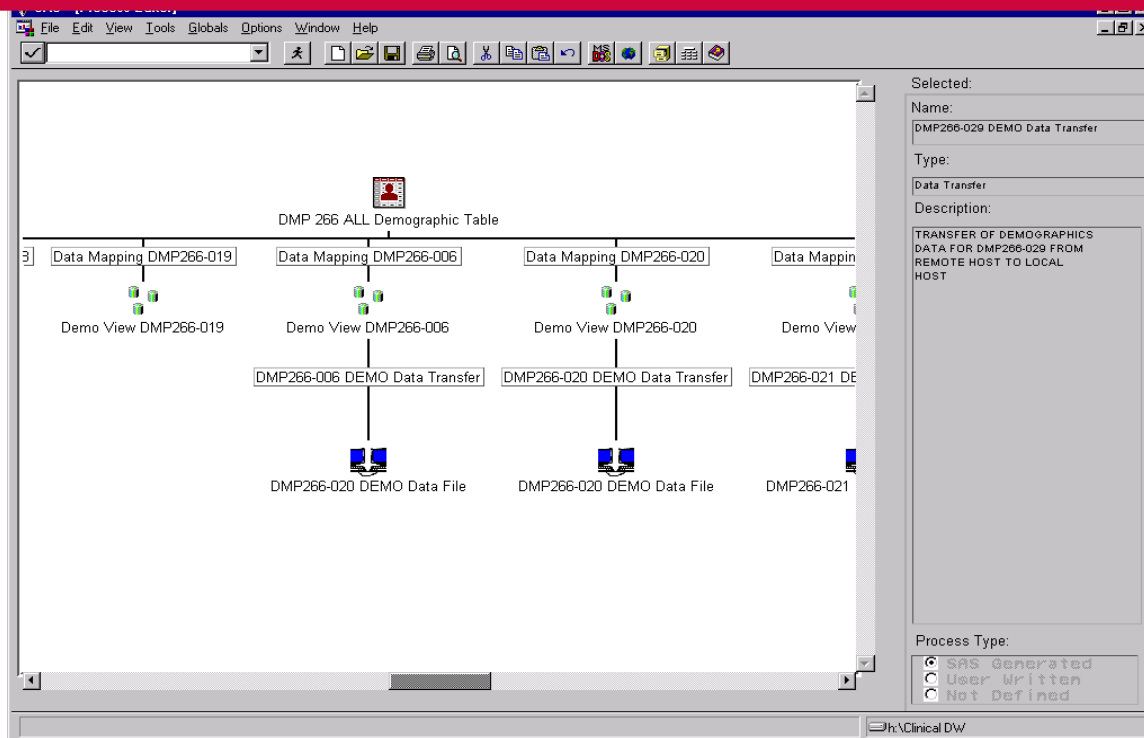 File Edit View Tools Globals Options Window Help
MS
DOS
DMP 266 ALL Demographic Table
Data Mapping DMP266-019 Data Mapping DMP266-006 Data Mapping DMP266-020 Data Mappin
Demo View DMP266-019 Demo View DMP266-006 Demo View DMP266-020 Demo View
DMP266-006 DEMO Data Transfer DMP266-020 DEMO Data Transfer DMP266-021 DE
DMP266-020 DEMO Data File DMP266-020 DEMO Data File DMP266-021
Selected:
Name:
DMP266-029 DEMO Data Transfer
Type:
Data Transfer
Description:
TRANSFER OF DEMOGRAPHICS
DATA FOR DMP266-029 FROM
REMOTE HOST TO LOCAL
HOST
Process Type:
SAS Generated
User Written
Not Defined
h:\Clinical DW